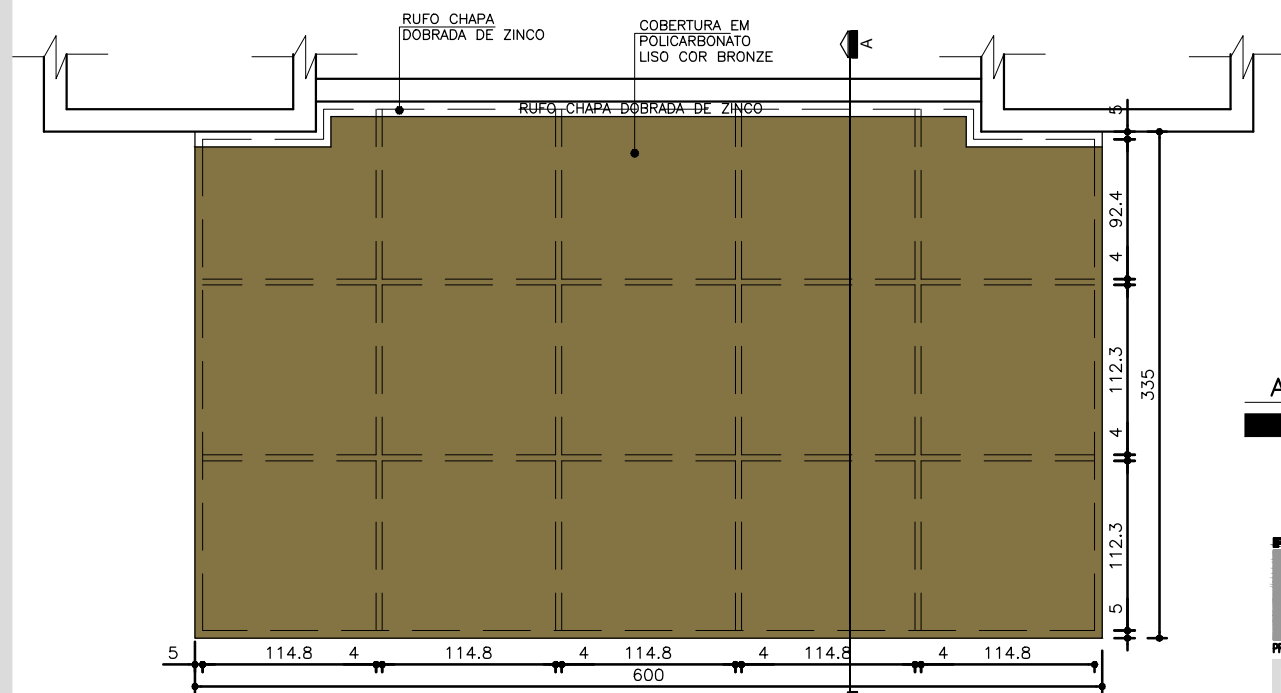 RUFO CHAPA
DOBRADA DE ZINCO
COBERTURA EM
POLICARBONATO
LISO COR BRONZE
A
RUFO CHAPA DOBRADA DE ZINCO
5
92.4
4
112.3
335
4
112.3
5
A
5
114.8
4
114.8
4
114.8
4
114.8
4
114.8
600